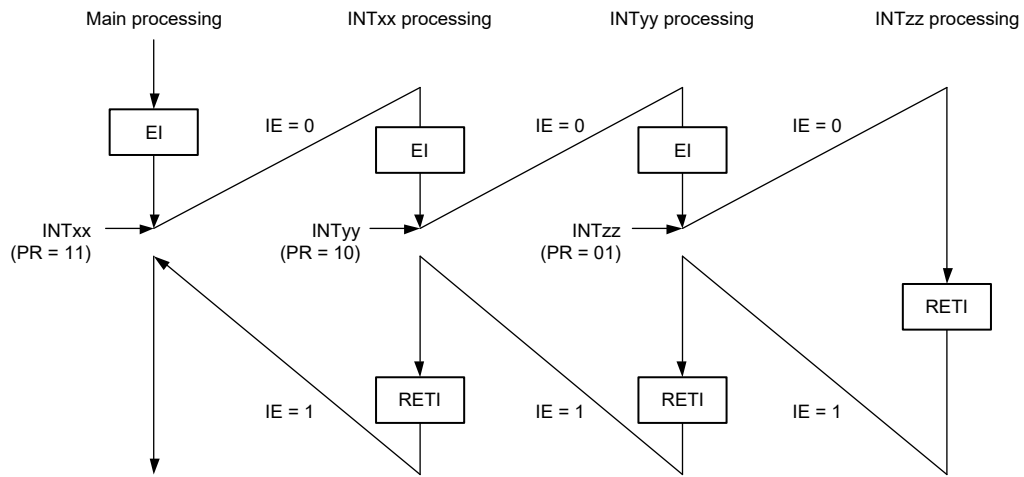 Main processing
INTxx processing
INTyy processing
INTzz processing
EI
IE = 0
EI
IE = 0
EI
IE = 0
INTxx
(PR = 11)
INTyy
(PR = 10)
INTzz
(PR = 01)
RETI
IE = 1
RETI
IE = 1
RETI
IE = 1